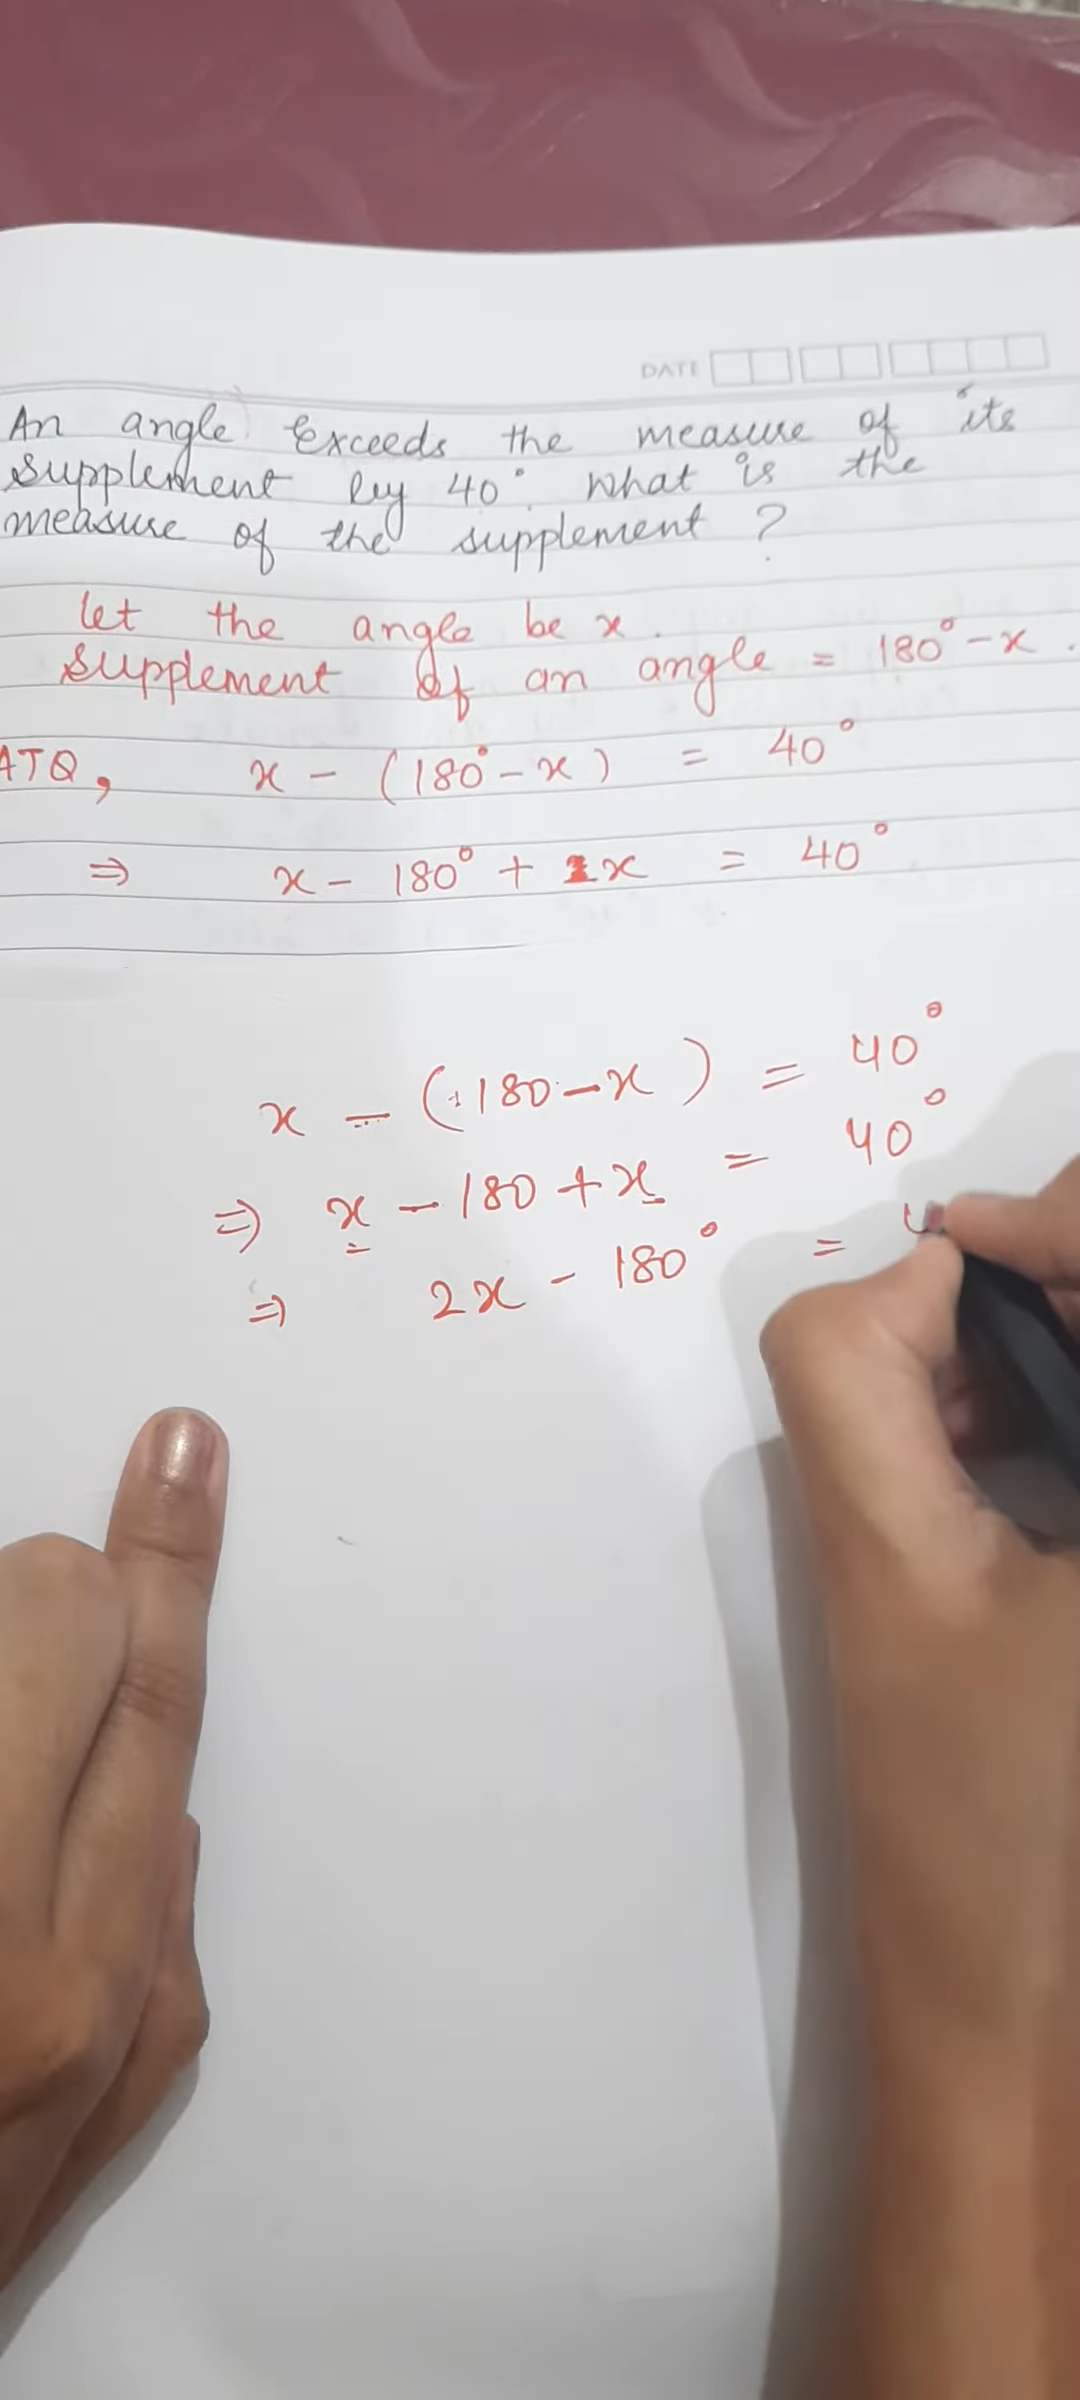 DATE
An angle exceeds the measure of its
supplement by 40°. What is the
measure of the supplement ?
let the angle be x.
Supplement of an angle = 180° - x.
ATQ, x - (180° - x) = 40°
⇒ x - 180° + x = 40°
x - (+180 - x) = 40°
⇒ x - 180 + x = 40°
⇒ 2x - 180° =